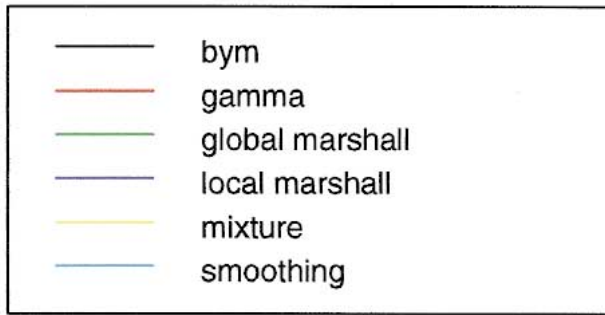 bym
gamma
global marshall
local marshall
mixture
smoothing